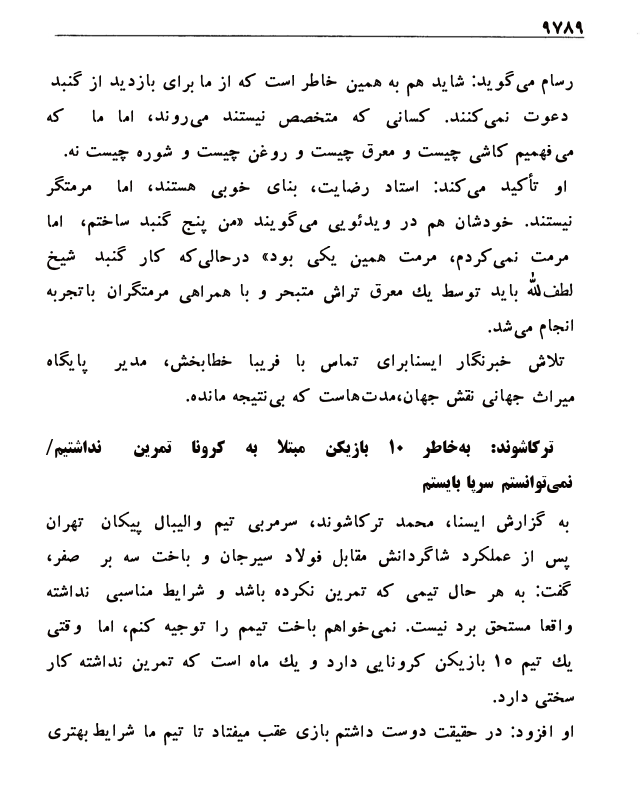 ۹۷۸۹
رسام می‌گوید: شاید هم به همین خاطر است که از ما برای بازدید از گنبد
دعوت نمی‌کنند. کسانی که متخصص نیستند می‌روند، اما ما که
می‌فهمیم کاشی چیست و معرق چیست و روغن چیست و شوره چیست نه.
او تأکید می‌کند: استاد رضایت، بنای خوبی هستند، اما مرمتگر
نیستند. خودشان هم در ویدئویی می‌گویند «من پنج گنبد ساختم، اما
مرمت نمی‌کردم، مرمت همین یکی بود» درحالی‌که کار گنبد شیخ
لطف‌الله باید توسط یك معرق تراش متبحر و با همراهی مرمتگران باتجربه
انجام می‌شد.
تلاش خبرنگار ایسنابرای تماس با فریبا خطابخش، مدیر پایگاه
میراث جهانی نقش جهان،مدت‌هاست که بی‌نتیجه مانده.
ترکاشوند: به‌خاطر ۱۰ بازیکن مبتلا به کرونا تمرین نداشتیم/
نمی‌توانستم سرپا بایستم
به گزارش ایسنا، محمد ترکاشوند، سرمربی تیم والیبال پیکان تهران
پس از عملکرد شاگردانش مقابل فولاد سیرجان و باخت سه بر صفر،
گفت: به هر حال تیمی که تمرین نکرده باشد و شرایط مناسبی نداشته
واقعا مستحق برد نیست. نمی‌خواهم باخت تیمم را توجیه کنم، اما وقتی
یك تیم ۱۰ بازیکن کرونایی دارد و یك ماه است که تمرین نداشته کار
سختی دارد.
او افزود: در حقیقت دوست داشتم بازی عقب میفتاد تا تیم ما شرایط بهتری